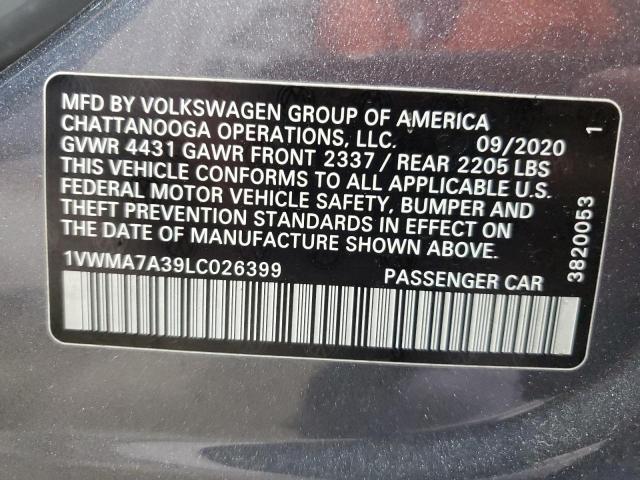 MFD BY VOLKSWAGEN GROUP OF AMERICA
CHATTANOOGA OPERATIONS, LLC. 09/2020
GVWR 4431 GAWR FRONT 2337 / REAR 2205 LBS
THIS VEHICLE CONFORMS TO ALL APPLICABLE U.S.
FEDERAL MOTOR VEHICLE SAFETY, BUMPER AND
THEFT PREVENTION STANDARDS IN EFFECT ON
THE DATE OF MANUFACTURE SHOWN ABOVE.
1VWMA7A39LC026399 PASSENGER CAR
3820053 1